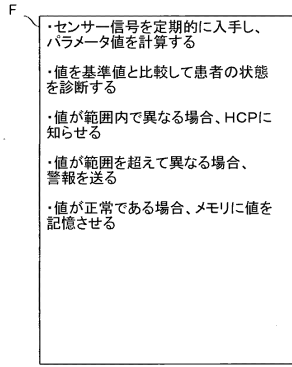 F
・センサー信号を定期的に入手し、
パラメータ値を計算する
・値を基準値と比較して患者の状態
を診断する
・値が範囲内で異なる場合、HCPに
知らせる
・値が範囲を超えて異なる場合、
警報を送る
・値が正常である場合、メモリに値を
記憶させる